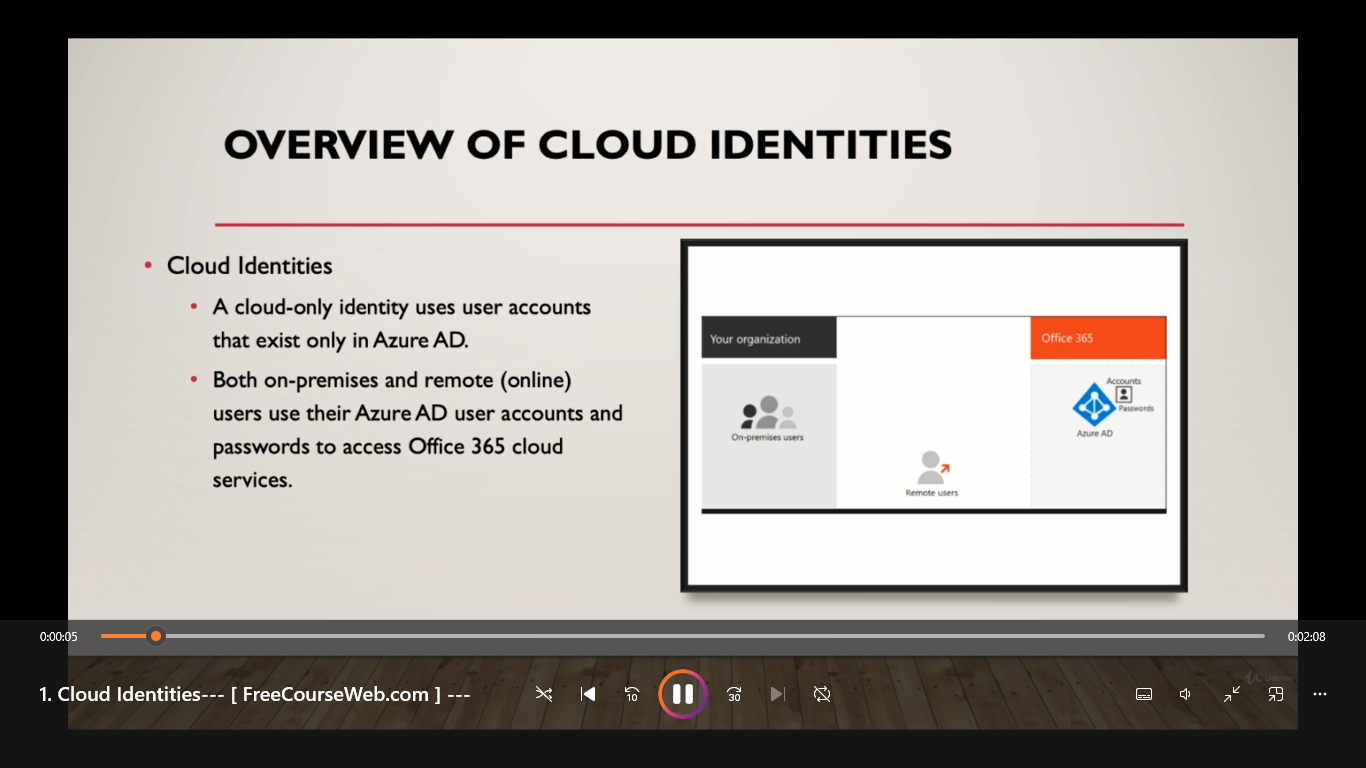 OVERVIEW OF CLOUD IDENTITIES
• Cloud Identities
• A cloud-only identity uses user accounts
that exist only in Azure AD.
• Both on-premises and remote (online)
users use their Azure AD user accounts and
passwords to access Office 365 cloud
services.
Your organization
Office 365
On-premises users
Remote users
Accounts
Passwords
Azure AD
0:00:05
0:02:08
1. Cloud Identities--- [ FreeCourseWeb.com ] ---
10
30
Udemy